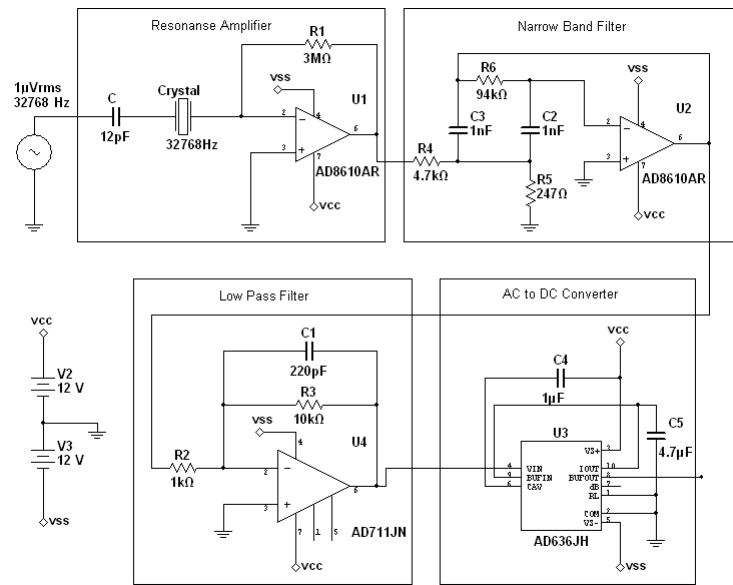 Resonanse Amplifier
Narrow Band Filter
R1
3MΩ
1µVrms
32768 Hz
C
12pF
Crystal
32768Hz
vss
2
3
4
7
6
U1
AD8610AR
vcc
R4
4.7kΩ
R6
94kΩ
C3
1nF
C2
1nF
R5
247Ω
vss
2
3
4
7
6
U2
AD8610AR
vcc
Low Pass Filter
AC to DC Converter
vcc
V2
12 V
V3
12 V
vss
C1
220pF
R3
10kΩ
R2
1kΩ
vss
2
3
4
7
1
5
6
U4
AD711JN
vcc
vcc
C4
1µF
C5
4.7µF
U3
4 VIN
BUFIN
6 CAV
VS+ 3
IOUT 10
BUFOUT 8
dB 7
RL 1
COM 2
VS- 5
AD636JH
vss